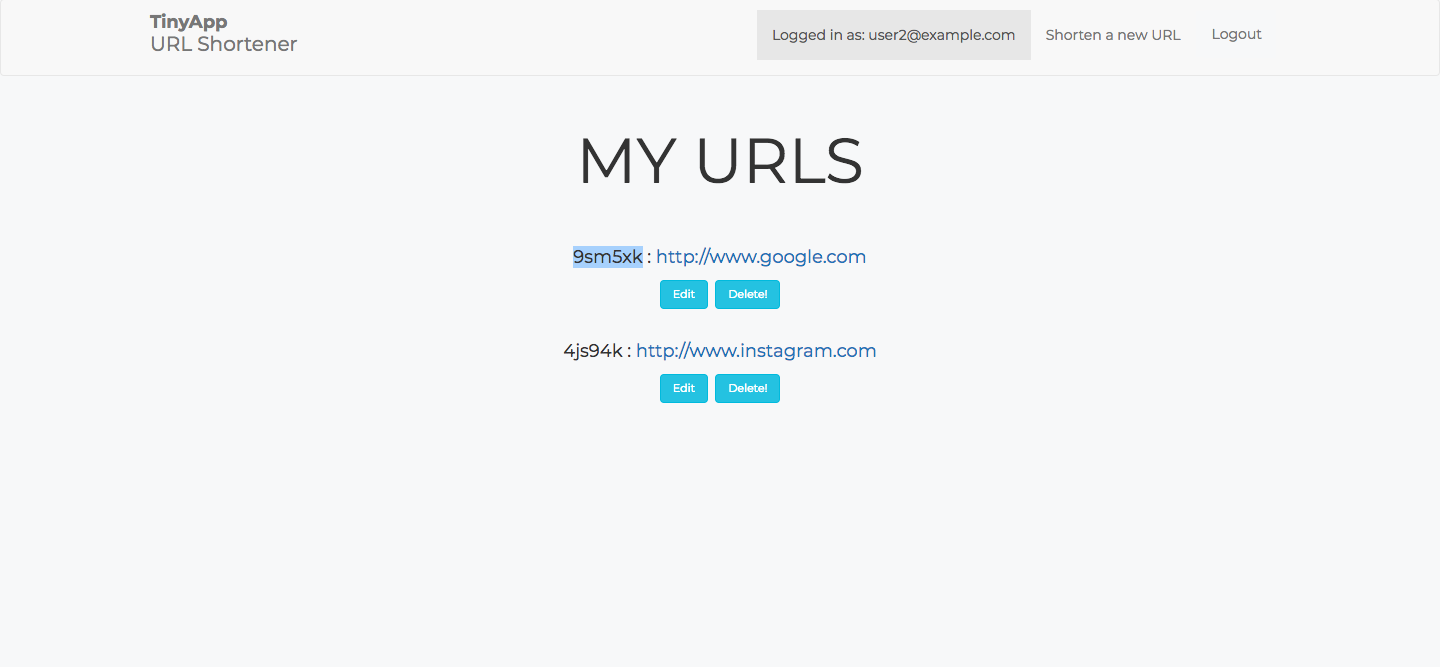 TinyApp
URL Shortener
Logged in as: user2@example.com
Shorten a new URL
Logout
MY URLS
9sm5xk : http://www.google.com
Edit
Delete!
4js94k : http://www.instagram.com
Edit
Delete!